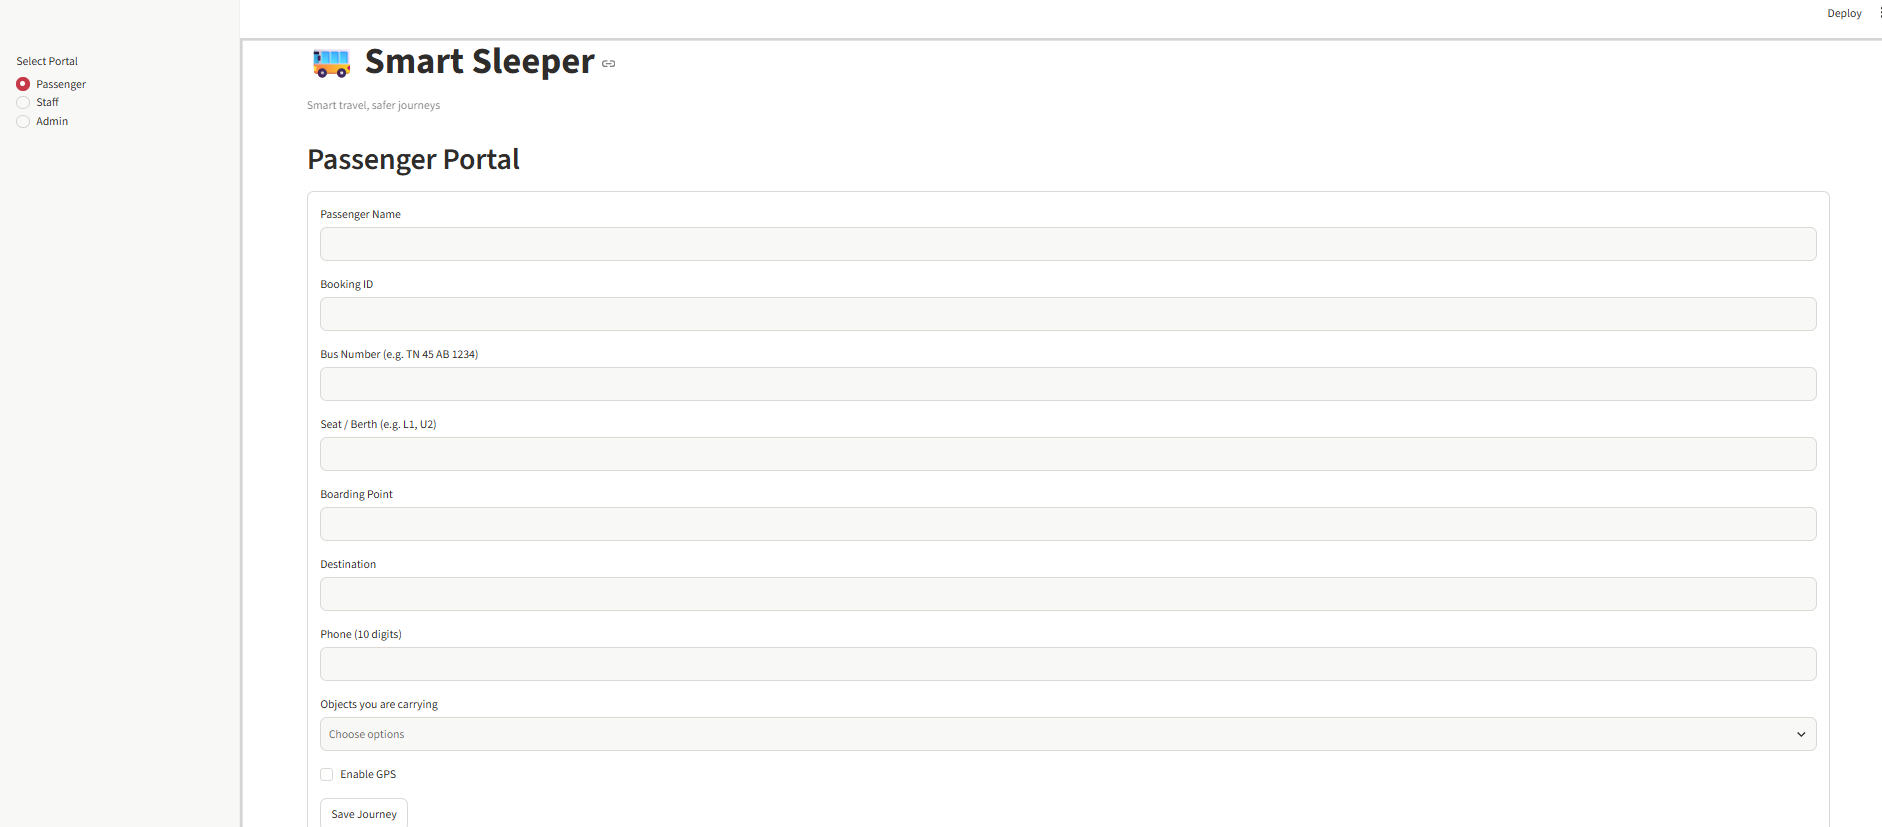 Deploy
Select Portal
Passenger
Staff
Admin
Smart Sleeper
Smart travel, safer journeys
Passenger Portal
Passenger Name
Booking ID
Bus Number (e.g. TN 45 AB 1234)
Seat / Berth (e.g. L1, U2)
Boarding Point
Destination
Phone (10 digits)
Objects you are carrying
Choose options
Enable GPS
Save Journey